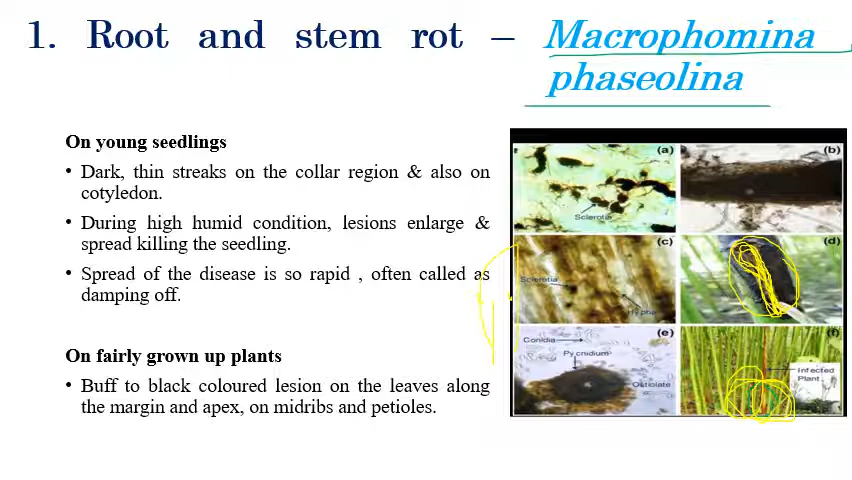 1. Root and stem rot – Macrophomina
phaseolina
On young seedlings
• Dark, thin streaks on the collar region & also on
cotyledon.
• During high humid condition, lesions enlarge &
spread killing the seedling.
• Spread of the disease is so rapid , often called as
damping off.
On fairly grown up plants
• Buff to black coloured lesion on the leaves along
the margin and apex, on midribs and petioles.
(a)
Sclerotia
(b)
(c)
Sclerotia
Hypha
(d)
(e)
Conidia
Pycnidium
Ostiolate
(f)
Infected
Plant